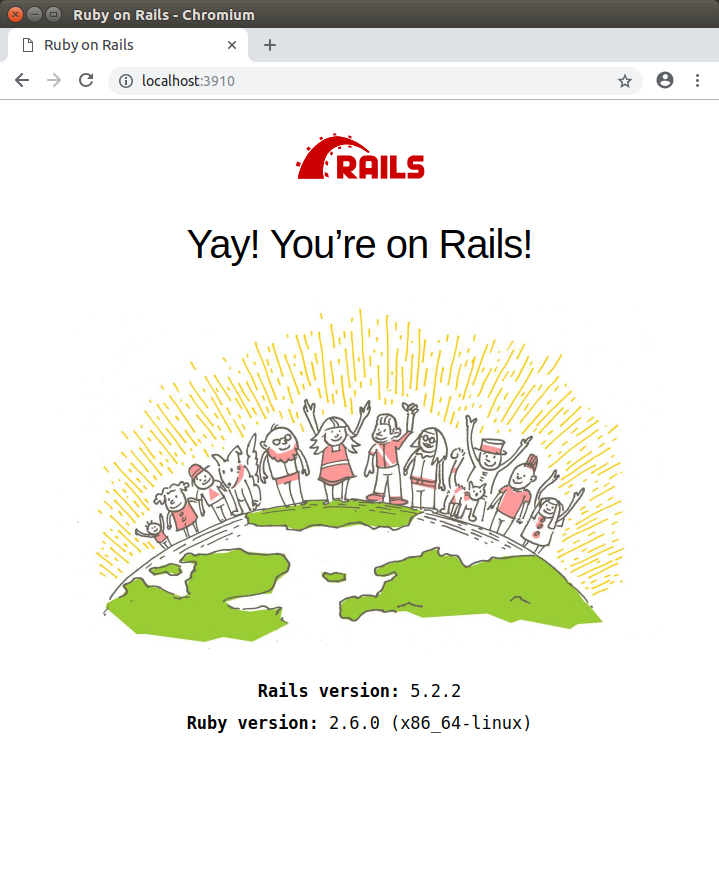 Ruby on Rails - Chromium
Ruby on Rails
localhost:3910
RAILS
Yay! You’re on Rails!
Rails version: 5.2.2
Ruby version: 2.6.0 (x86_64-linux)